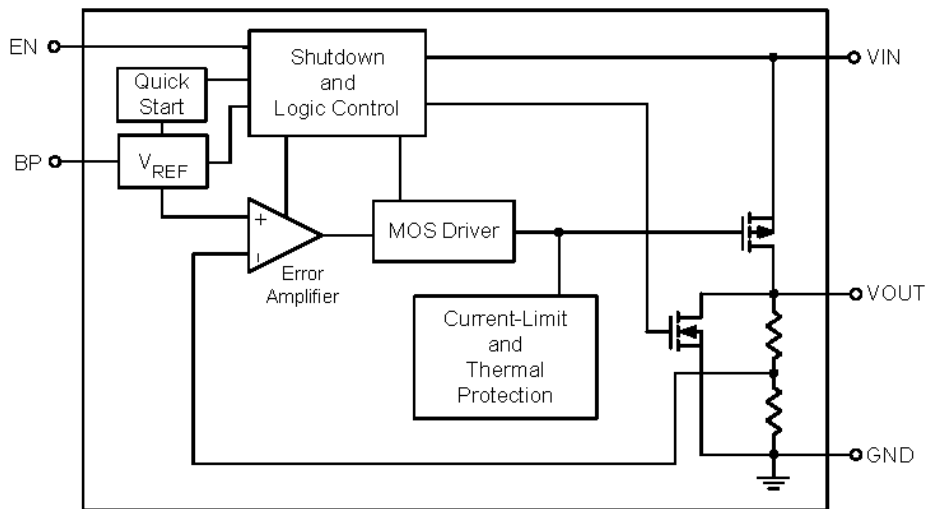 EN
Shutdown
and
Logic Control
VIN
Quick
Start
BP
VREF
+
-
MOS Driver
Error
Amplifier
VOUT
Current-Limit
and
Thermal
Protection
GND